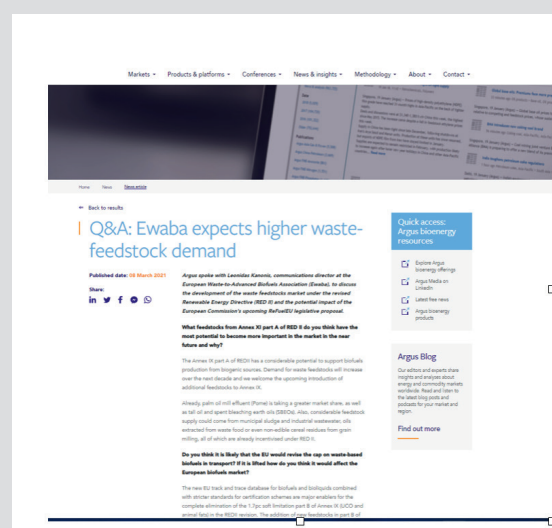 Markets Products & platforms Conferences News & insights Methodology About Contact
Home News News article
Back to results
Q&A: Ewaba expects higher waste-
feedstock demand
Published date: 08 March 2021
Share:
Argus spoke with Leonidas Kanonis, communications director at the
European Waste-to-Advanced Biofuels Association (Ewaba), to discuss
the development of the waste feedstocks market under the revised
Renewable Energy Directive (RED II) and the potential impact of the
European Commission's upcoming ReFuelEU legislative proposal.
What feedstocks from Annex XI part A of RED II do you think have the
most potential to become more important in the market in the near
future and why?
The Annex IX part A of REDII has a considerable potential to support biofuels
production from biogenic sources. Demand for waste feedstocks will increase
over the next decade and we welcome the upcoming introduction of
additional feedstocks to Annex IX.
Already, palm oil mill effluent (Pome) is taking a greater market share, as well
as tall oil and spent bleaching earth oils (SBEOs). Also, considerable feedstock
supply could come from municipal sludge and industrial wastewater, oils
extracted from waste food or even non-edible cereal residues from grain
milling, all of which are already incentivised under RED II.
Do you think it is likely that the EU would revise the cap on waste-based
biofuels in transport? If it is lifted how do you think it would affect the
European biofuels market?
The new EU track and trace database for biofuels and bioliquids combined
with stricter standards for certification schemes are major enablers for the
complete elimination of the 1.7pc soft limitation part B of Annex IX (UCO and
animal fats) in the REDII revision. The addition of new feedstocks in part B of
Quick access:
Argus bioenergy
resources
Explore Argus
bioenergy offerings
Argus Media on
LinkedIn
Latest free news
Argus bioenergy
products
Argus Blog
Our editors and experts share
insights and analyses about
energy and commodity markets
worldwide. Read and listen to
the latest blog posts and
podcasts for your market and
region.
Find out more